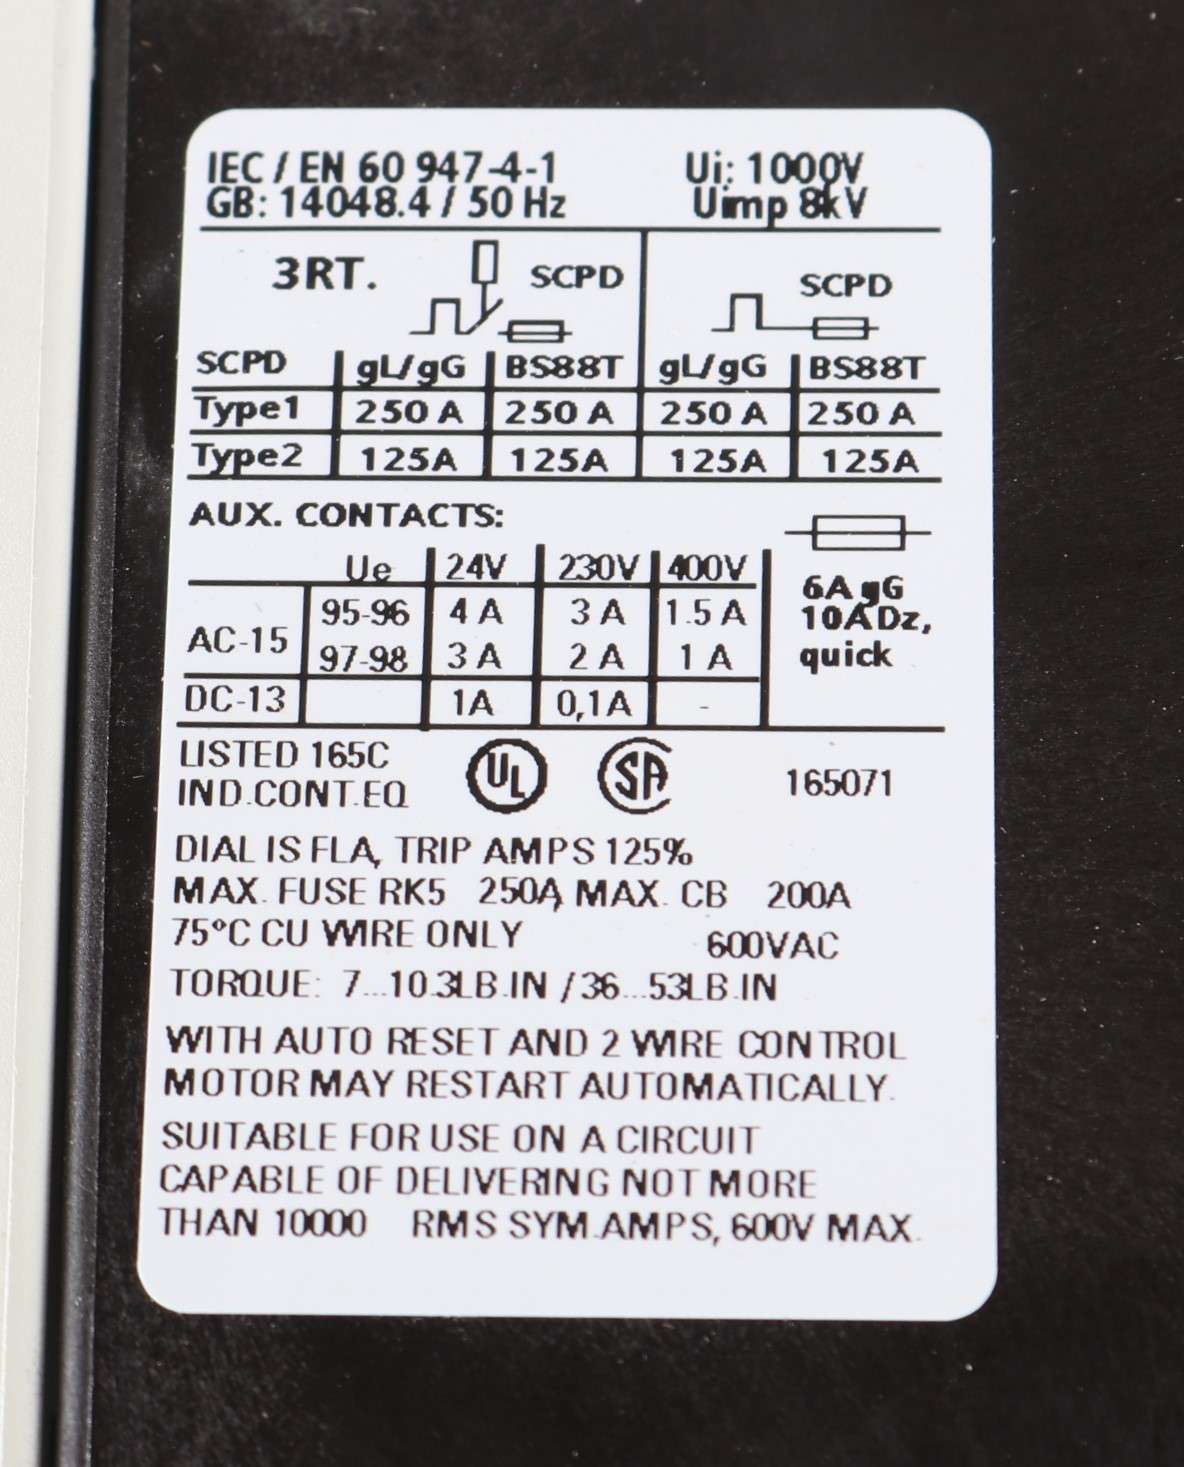 IEC / EN 60 947-4-1 Ui: 1000V
GB: 14048.4 / 50 Hz Uimp 8kV
3RT. SCPD SCPD
SCPD gL/gG BS88T gL/gG BS88T
Type1 250 A 250 A 250 A 250 A
Type2 125A 125A 125A 125A
AUX. CONTACTS:
Ue 24V 230V 400V
AC-15 95-96 4 A 3 A 1.5 A
97-98 3 A 2 A 1 A
DC-13 1A 0,1A -
6A gG
10A Dz,
quick
LISTED 165C UL SA 165071
IND.CONT.EQ
DIAL IS FLA, TRIP AMPS 125%
MAX. FUSE RK5 250A, MAX. CB 200A
75°C CU WIRE ONLY 600VAC
TORQUE: 7...10.3LB.IN / 36...53LB.IN
WITH AUTO RESET AND 2 WIRE CONTROL
MOTOR MAY RESTART AUTOMATICALLY.
SUITABLE FOR USE ON A CIRCUIT
CAPABLE OF DELIVERING NOT MORE
THAN 10000 RMS SYM.AMPS, 600V MAX.